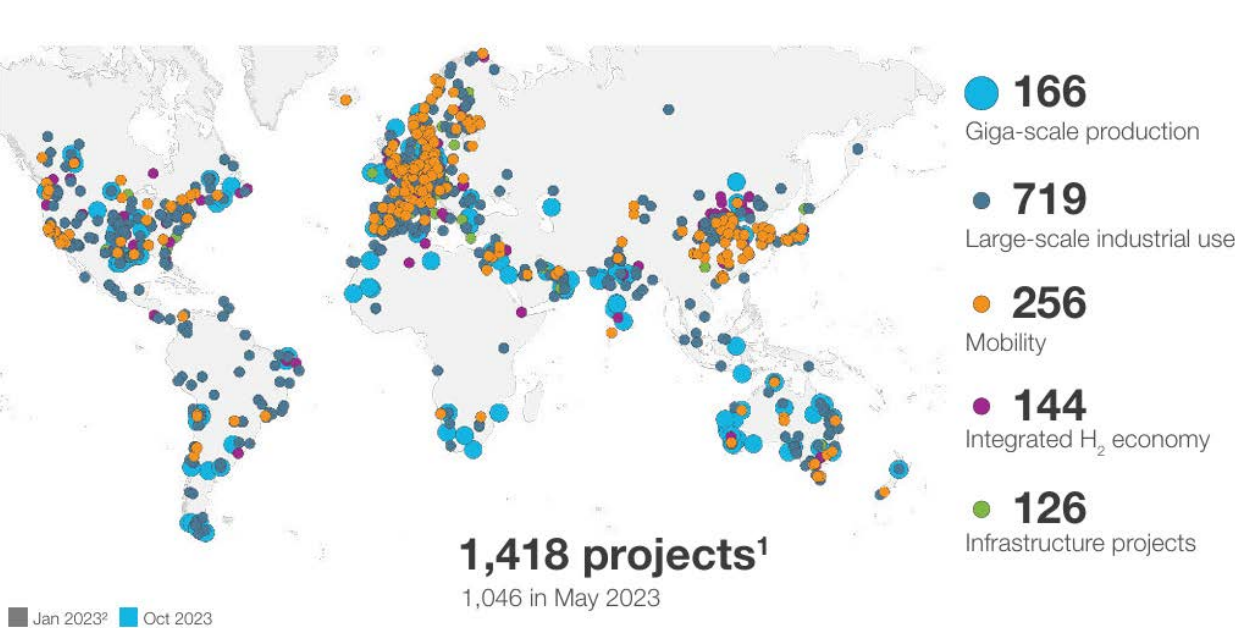 166
Giga-scale production
719
Large-scale industrial use
256
Mobility
144
Integrated H₂ economy
126
Infrastructure projects
1,418 projects¹
1,046 in May 2023
Jan 2023² Oct 2023